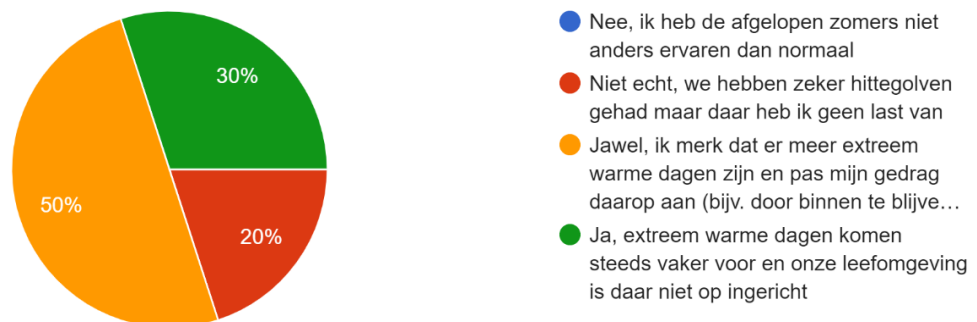 30%
50%
20%
Nee, ik heb de afgelopen zomers niet
anders ervaren dan normaal
Niet echt, we hebben zeker hittegolven
gehad maar daar heb ik geen last van
Jawel, ik merk dat er meer extreem
warme dagen zijn en pas mijn gedrag
daarop aan (bijv. door binnen te blijve…
Ja, extreem warme dagen komen
steeds vaker voor en onze leefomgeving
is daar niet op ingericht